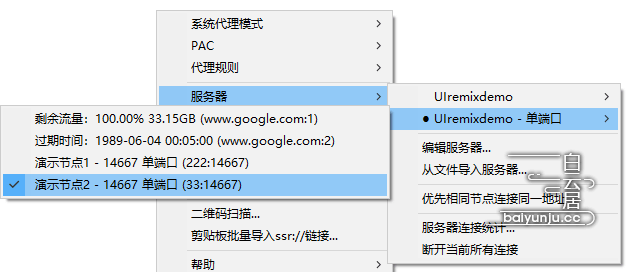 系统代理模式
PAC
代理规则
服务器
UIremixdemo
● UIremixdemo - 单端口
剩余流量：100.00% 33.15GB (www.google.com:1)
过期时间：1989-06-04 00:05:00 (www.google.com:2)
演示节点1 - 14667 单端口 (222:14667)
演示节点2 - 14667 单端口 (33:14667)
编辑服务器...
从文件导入服务器...
优先相同节点连接同一地址
服务器连接统计...
断开当前所有连接
二维码扫描...
剪贴板批量导入ssr://链接...
帮助
白云居
baiyunju.cc